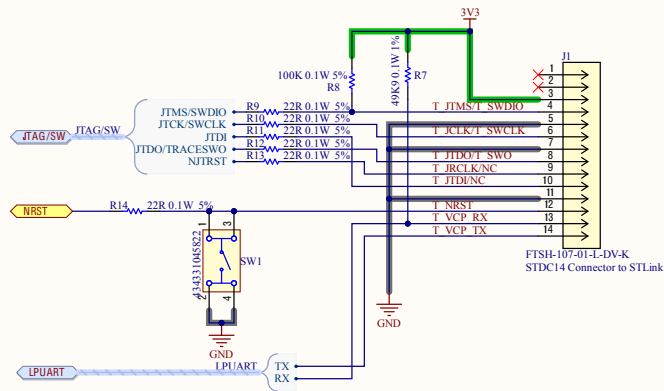 3V3
J1
100K 0.1W 5%
R8
49K9 0.1W 1%
R7
1
2
3
4
5
6
7
8
9
10
11
12
13
14
JTAG/SW
JTAG/SW
JTMS/SWDIO
JTCK/SWCLK
JTDI
JTDO/TRACESWO
NJTRST
R9 22R 0.1W 5%
R10 22R 0.1W 5%
R11 22R 0.1W 5%
R12 22R 0.1W 5%
R13 22R 0.1W 5%
T_JTMS/T_SWDIO
T_JCLK/T_SWCLK
T_JTDO/T_SWO
T_JRCLK/NC
T_JTDI/NC
T_NRST
T_VCP_RX
T_VCP_TX
NRST
R14 22R 0.1W 5%
1
3
434331045822
SW1
2
4
GND
GND
FTSH-107-01-L-DV-K
STDC14 Connector to STLink
LPUART
LPUART
TX
RX